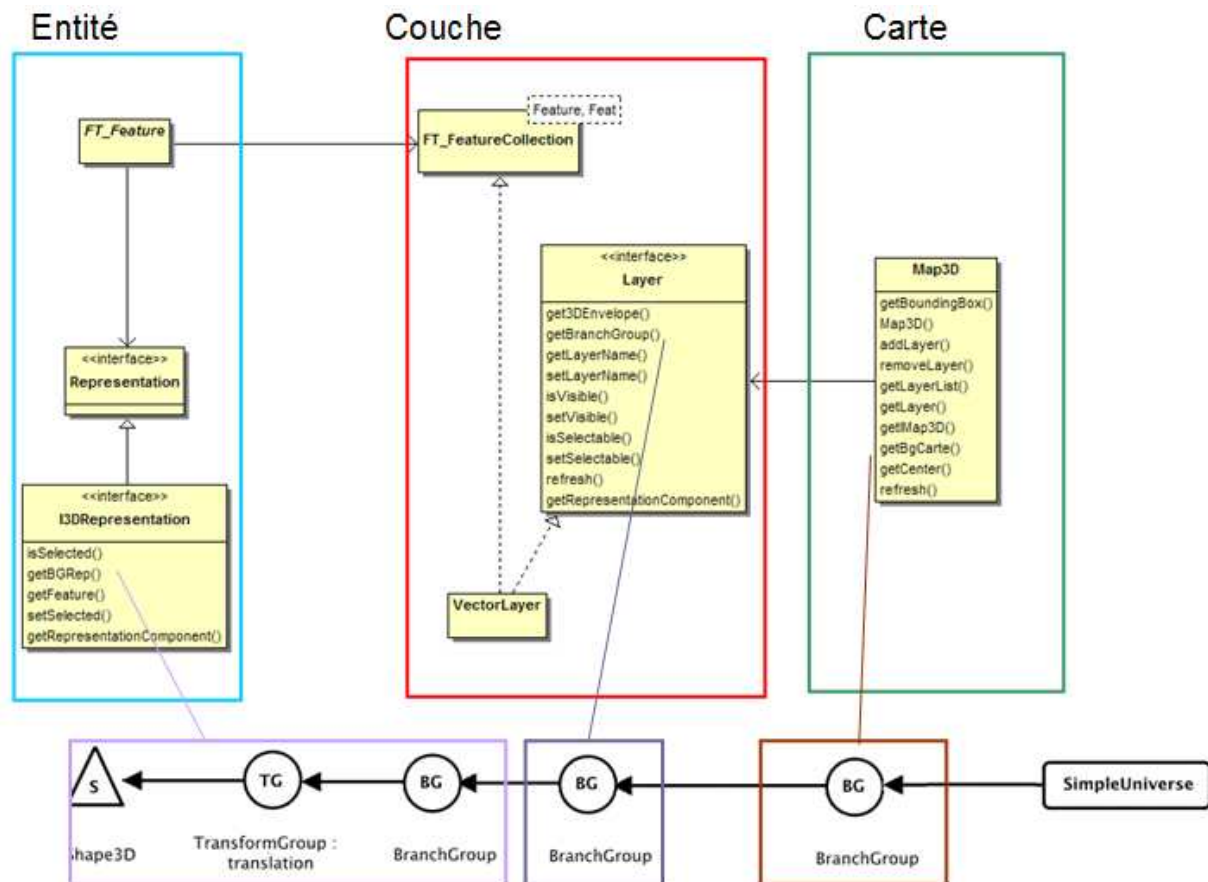 Entité
Couche
Carte
FT_Feature
Feature, Feat
FT_FeatureCollection
<<interface>>
Representation
<<interface>>
I3DRepresentation
isSelected()
getBGRep()
getFeature()
setSelected()
getRepresentationComponent()
<<interface>>
Layer
get3DEnvelope()
getBranchGroup()
getLayerName()
setLayerName()
isVisible()
setVisible()
isSelectable()
setSelectable()
refresh()
getRepresentationComponent()
VectorLayer
Map3D
getBoundingBox()
Map3D()
addLayer()
removeLayer()
getLayerList()
getLayer()
getIMap3D()
getBgCarte()
getCenter()
refresh()
S
TG
BG
BG
BG
SimpleUniverse
hape3D
TransformGroup :
translation
BranchGroup
BranchGroup
BranchGroup